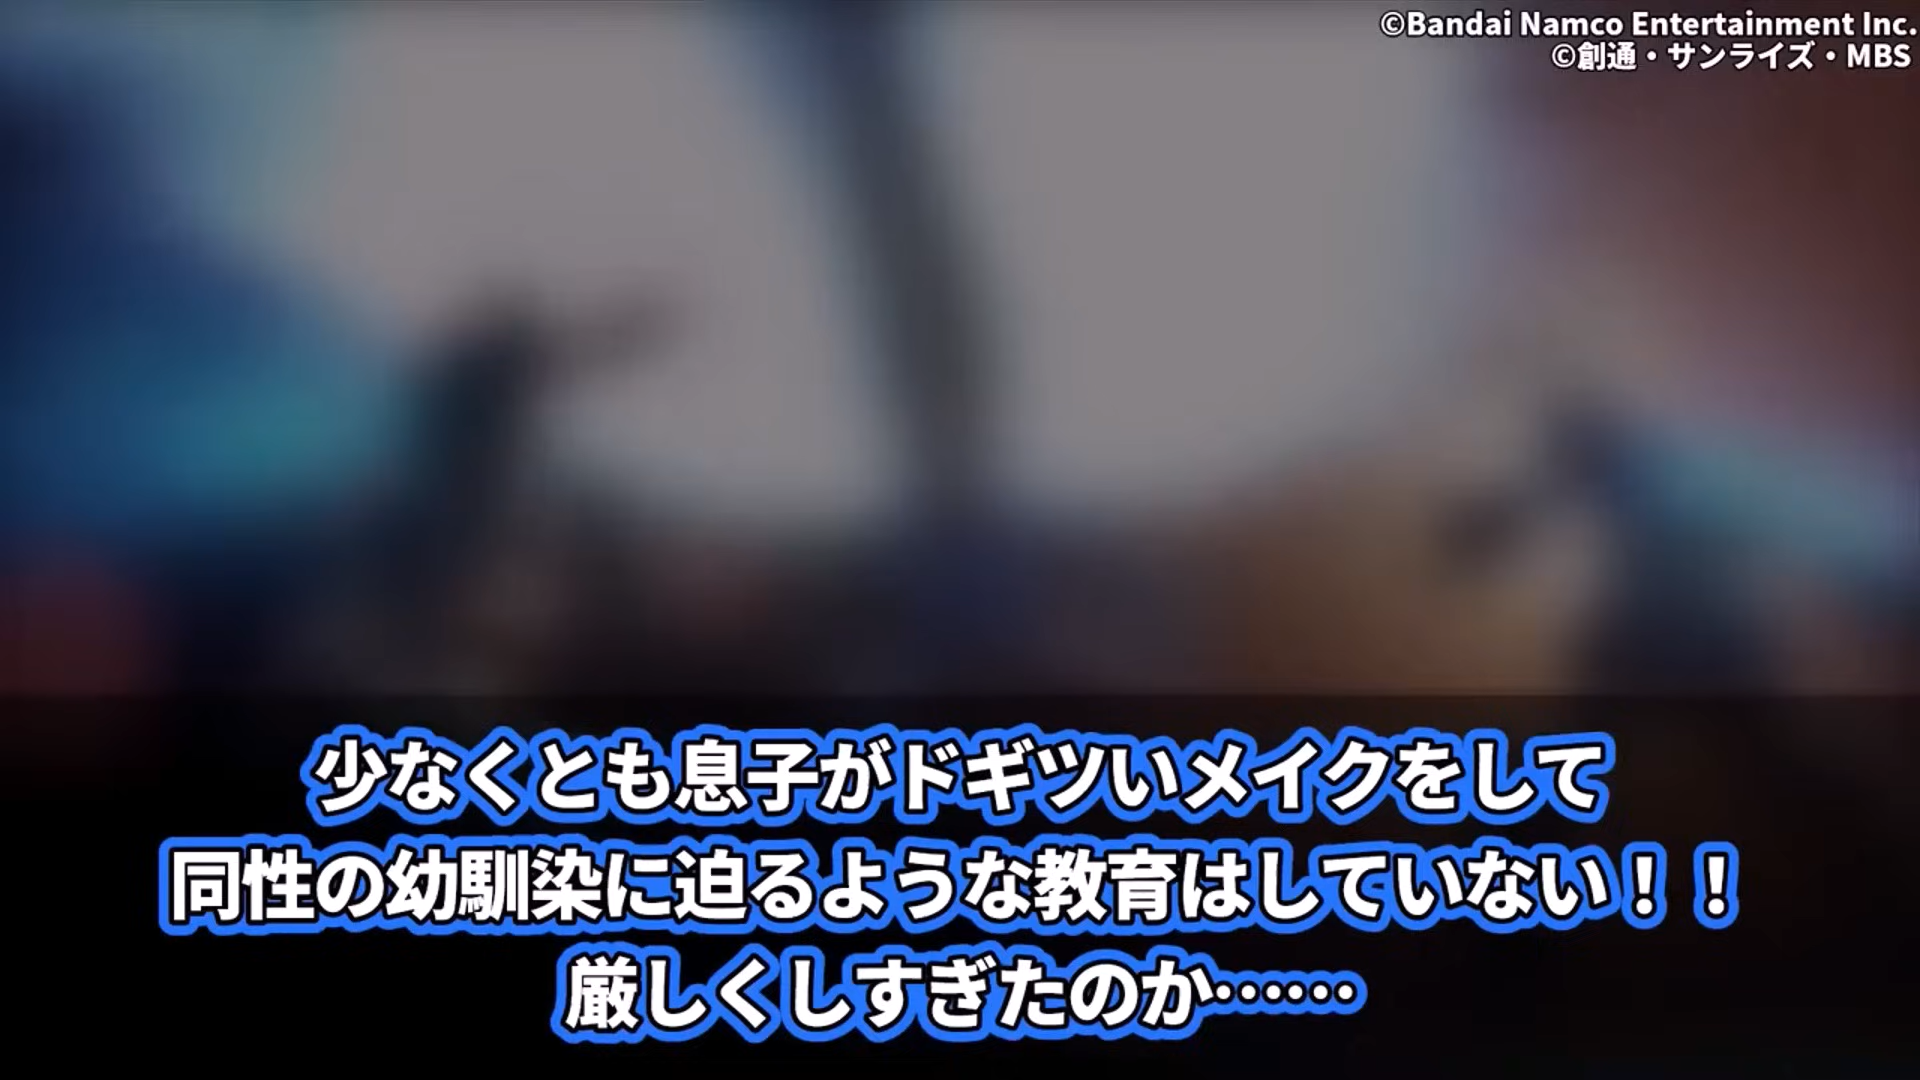 ©Bandai Namco Entertainment Inc.
©創通・サンライズ・MBS
少なくとも息子がドギツいメイクをして
同性の幼馴染に迫るような教育はしていない！！
厳しくしすぎたのか……